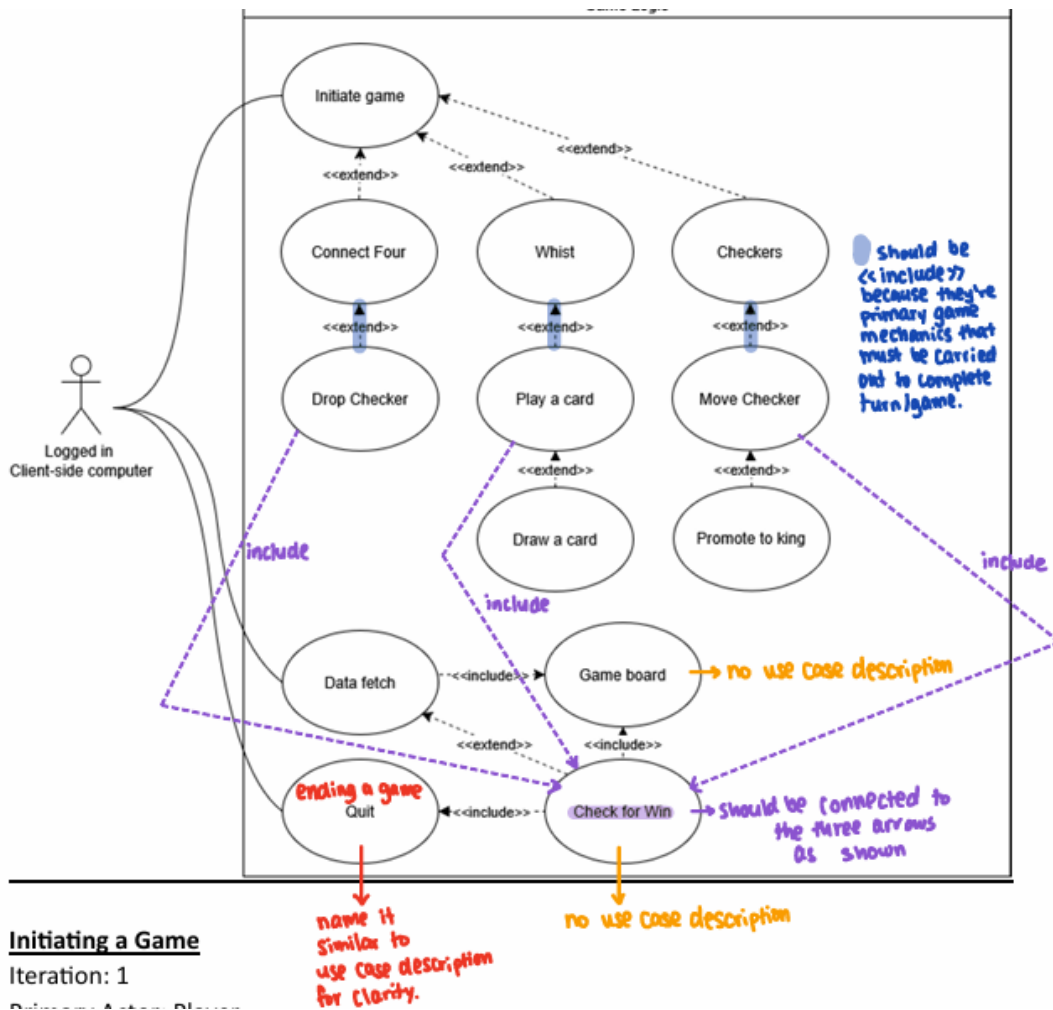 Game Logic
Initiate game
<<extend>>
<<extend>>
<<extend>>
Connect Four
Whist
Checkers
should be
<<include>>
because they're
primary game
mechanics that
must be carried
out to complete
turn/game.
<<extend>>
<<extend>>
<<extend>>
Drop Checker
Play a card
Move Checker
Logged in
Client-side computer
<<extend>>
<<extend>>
Draw a card
Promote to king
include
include
include
Data fetch
<<include>>
Game board
no use case description
<<extend>>
<<include>>
ending a game
Quit
<<include>>
Check for Win
should be connected to
the three arrows
as shown
name it
similar to
use case description
for clarity.
no use case description
Initiating a Game
Iteration: 1
Primary Actor: Player